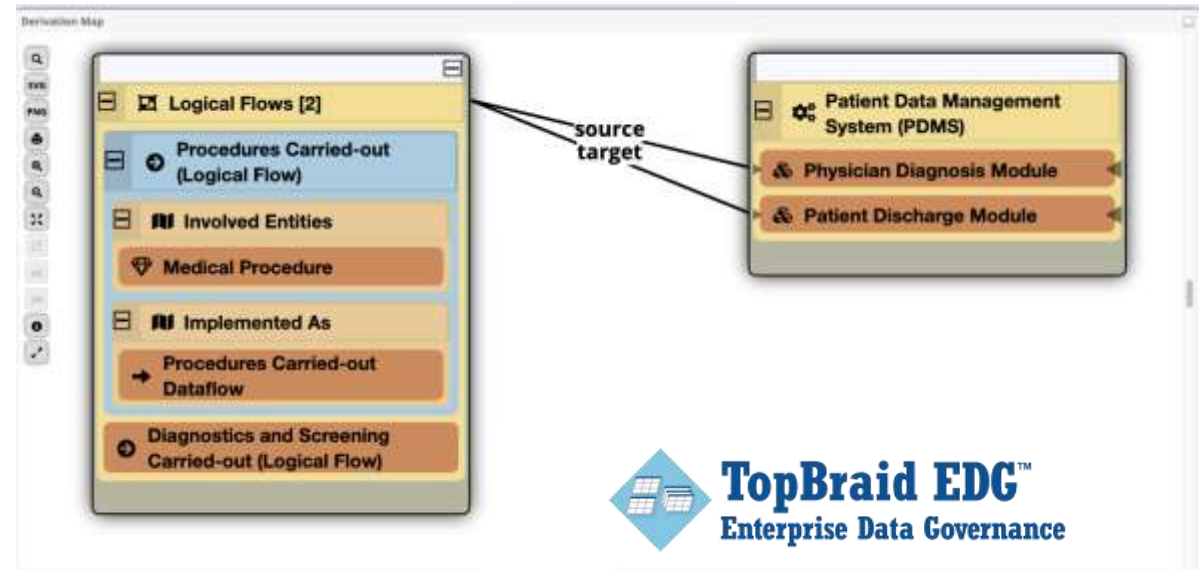 Derivation Map
SVG
PNG
Logical Flows [2]
Procedures Carried-out
(Logical Flow)
Involved Entities
Medical Procedure
Implemented As
Procedures Carried-out
Dataflow
Diagnostics and Screening
Carried-out (Logical Flow)
source
target
Patient Data Management
System (PDMS)
Physician Diagnosis Module
Patient Discharge Module
TopBraid EDG™
Enterprise Data Governance